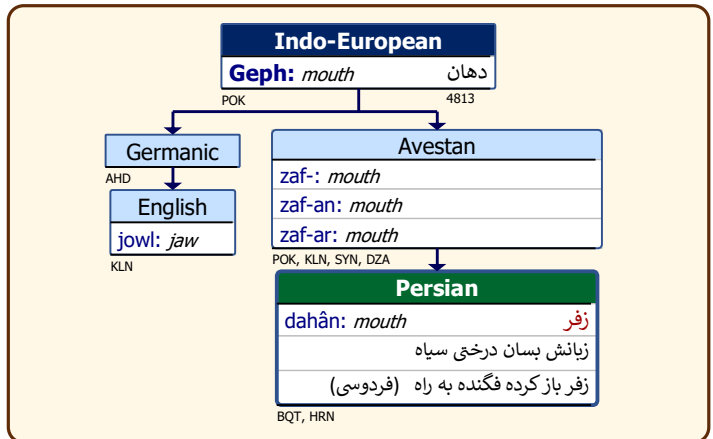 Indo-European
Geph: mouth دهان
POK 4813
Germanic
AHD
English
jowl: jaw
KLN
Avestan
zaf-: mouth
zaf-an: mouth
zaf-ar: mouth
POK, KLN, SYN, DZA
Persian
dahân: mouth زفر
زبانش بسان درختی سیاه
زفر باز کرده فگنده به راه (فردوسی)
BQT, HRN